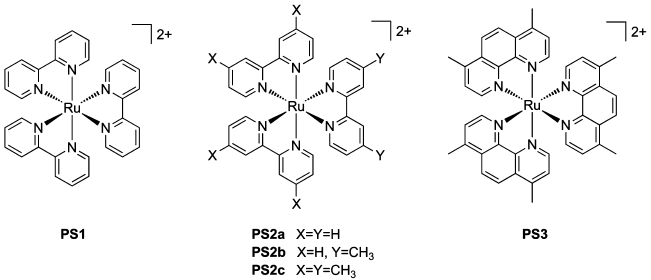 2+
N
N
N
Ru
N
N
N
PS1
X
X
2+
Y
X
N
N
N
Ru
N
N
N
X
Y
X
PS2a X=Y=H
PS2b X=H, Y=CH₃
PS2c X=Y=CH₃
2+
N
N
N
Ru
N
N
N
PS3